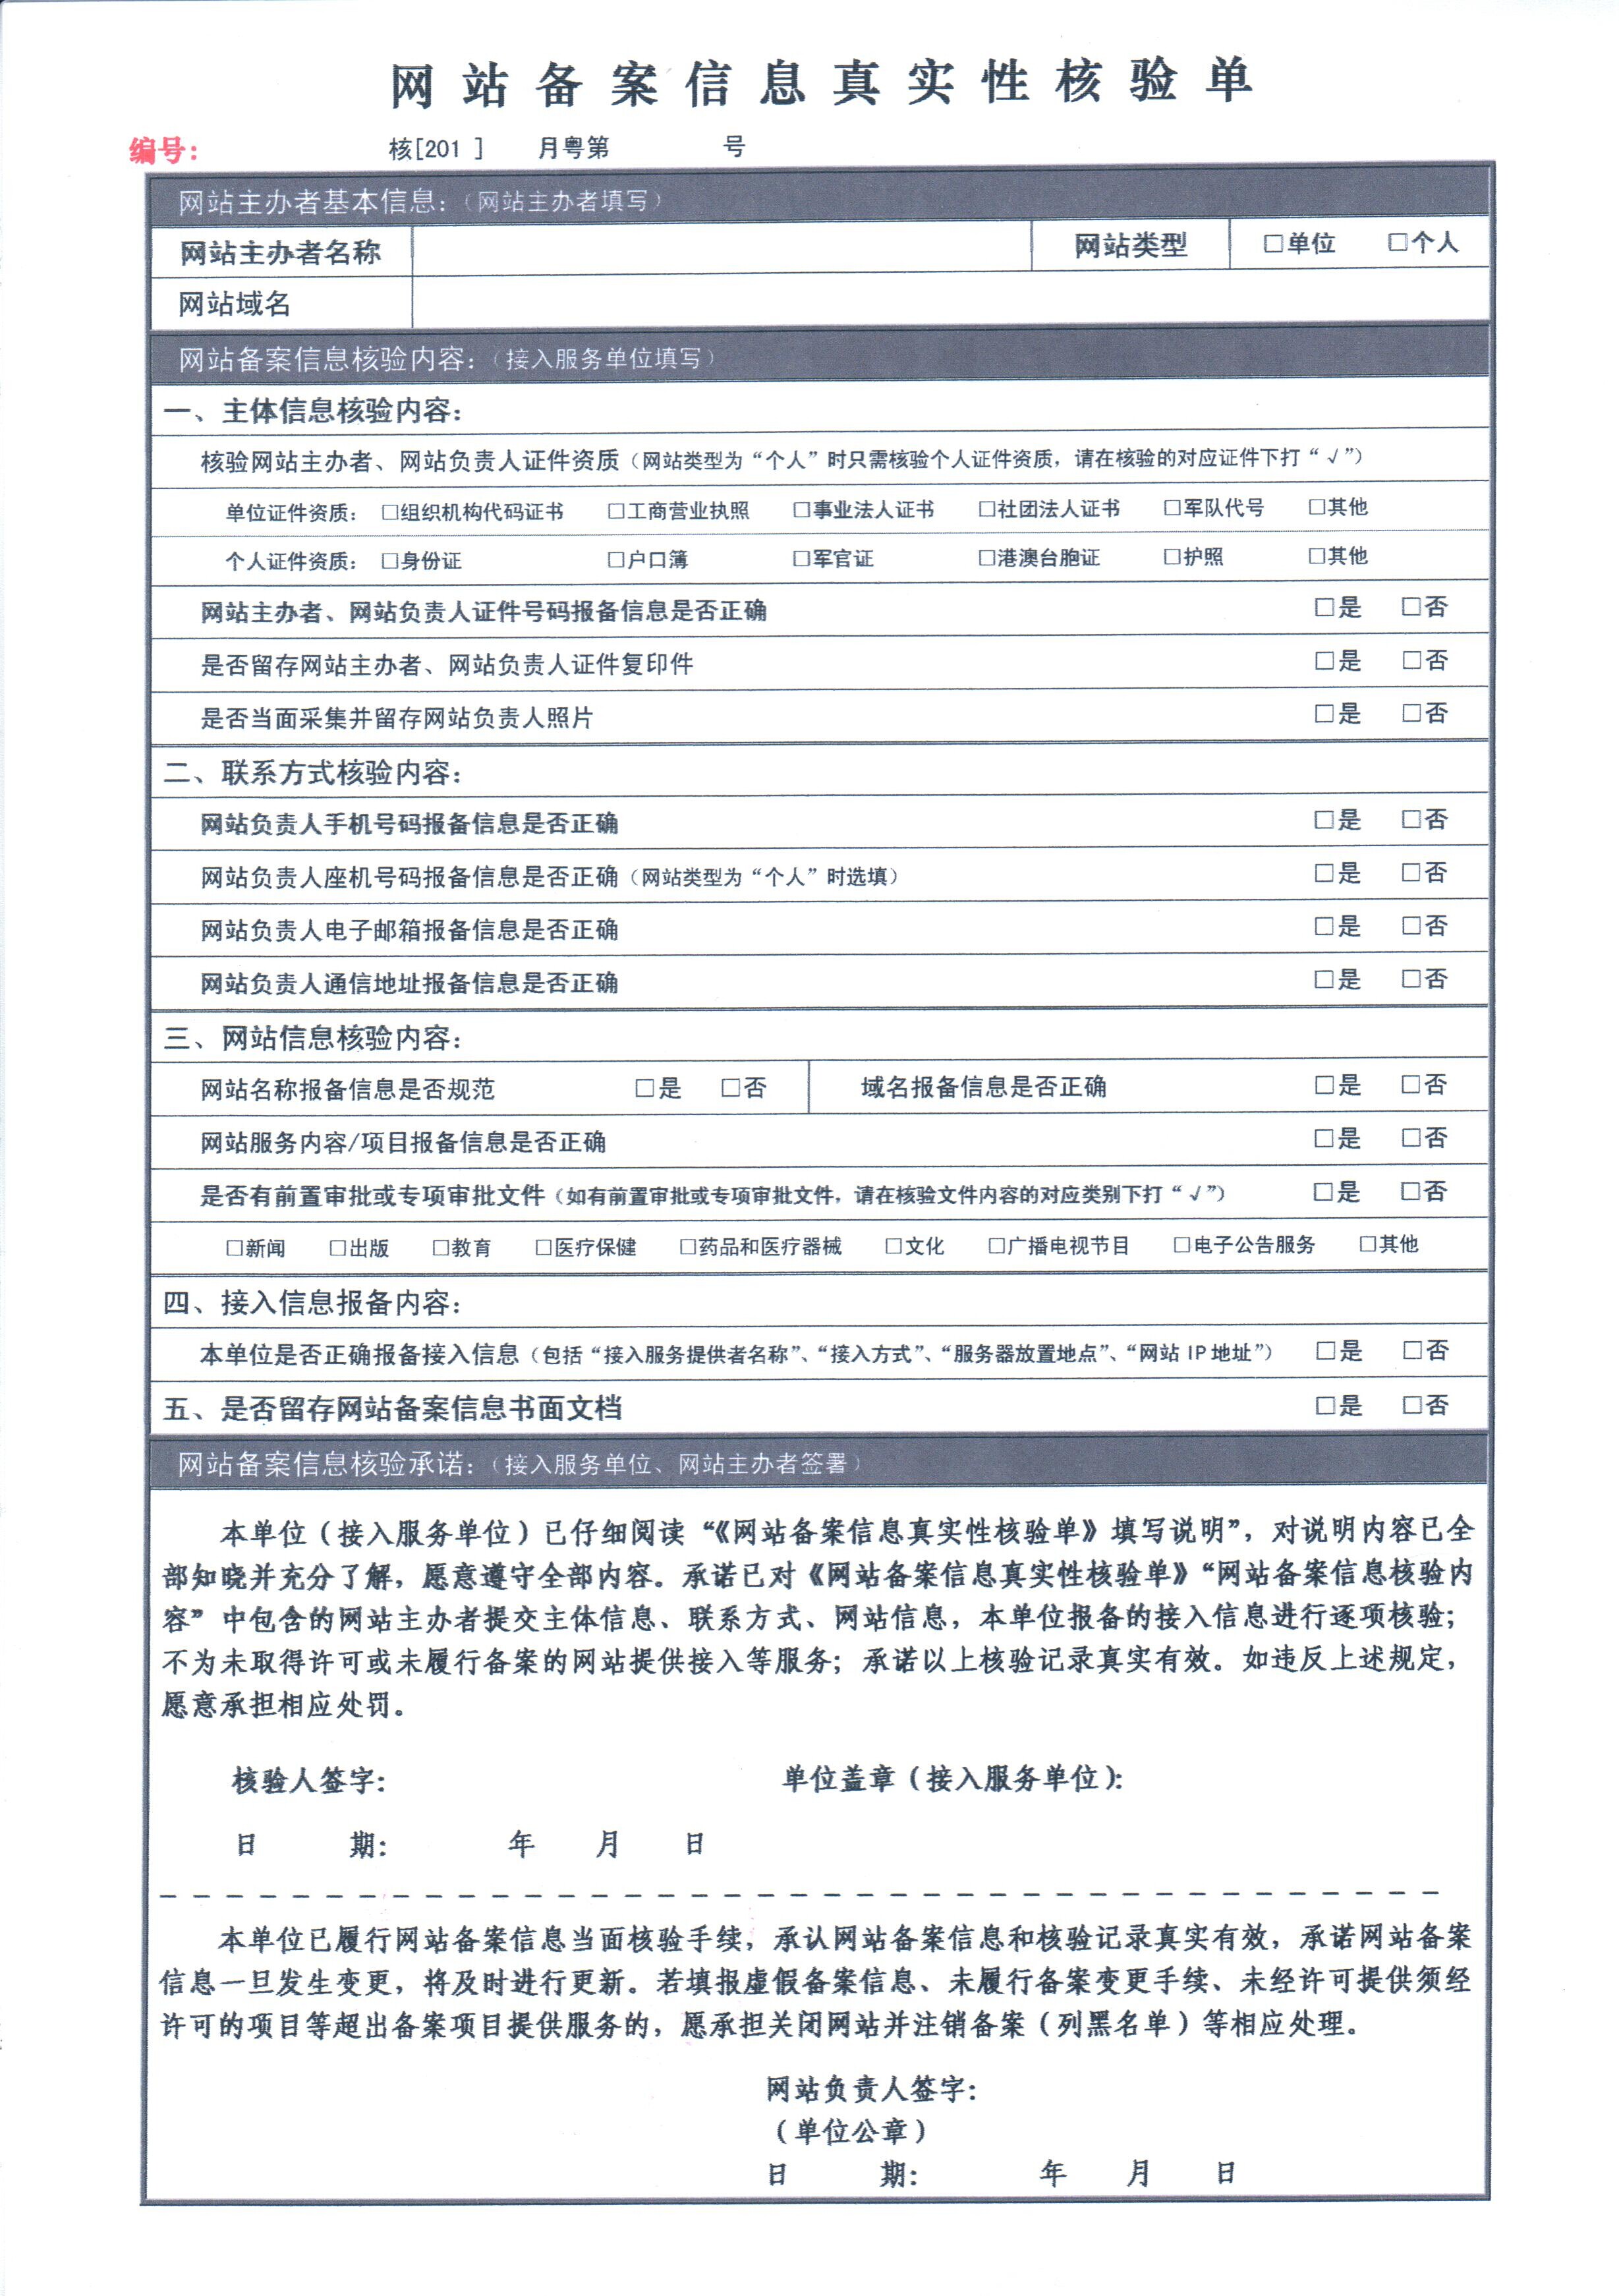 网站备案信息真实性核验单
编号： 核[201 ] 月粤第 号
网站主办者基本信息：（网站主办者填写）
网站主办者名称 网站类型 □单位 □个人
网站域名
网站备案信息核验内容：（接入服务单位填写）
一、主体信息核验内容：
核验网站主办者、网站负责人证件资质（网站类型为“个人”时只需核验个人证件资质，请在核验的对应证件下打“√”）
单位证件资质： □组织机构代码证书 □工商营业执照 □事业法人证书 □社团法人证书 □军队代号 □其他
个人证件资质： □身份证 □户口簿 □军官证 □港澳台胞证 □护照 □其他
网站主办者、网站负责人证件号码报备信息是否正确 □是 □否
是否留存网站主办者、网站负责人证件复印件 □是 □否
是否当面采集并留存网站负责人照片 □是 □否
二、联系方式核验内容：
网站负责人手机号码报备信息是否正确 □是 □否
网站负责人座机号码报备信息是否正确（网站类型为“个人”时选填） □是 □否
网站负责人电子邮箱报备信息是否正确 □是 □否
网站负责人通信地址报备信息是否正确 □是 □否
三、网站信息核验内容：
网站名称报备信息是否规范 □是 □否 域名报备信息是否正确 □是 □否
网站服务内容/项目报备信息是否正确 □是 □否
是否有前置审批或专项审批文件（如有前置审批或专项审批文件，请在核验文件内容的对应类别下打“√”） □是 □否
□新闻 □出版 □教育 □医疗保健 □药品和医疗器械 □文化 □广播电视节目 □电子公告服务 □其他
四、接入信息报备内容：
本单位是否正确报备接入信息（包括“接入服务提供者名称”、“接入方式”、“服务器放置地点”、“网站 IP 地址”） □是 □否
五、是否留存网站备案信息书面文档 □是 □否
网站备案信息核验承诺：（接入服务单位、网站主办者签署）
本单位（接入服务单位）已仔细阅读“《网站备案信息真实性核验单》填写说明”，对说明内容已全
部知晓并充分了解，愿意遵守全部内容。承诺已对《网站备案信息真实性核验单》“网站备案信息核验内
容”中包含的网站主办者提交主体信息、联系方式、网站信息，本单位报备的接入信息进行逐项核验；
不为未取得许可或未履行备案的网站提供接入等服务；承诺以上核验记录真实有效。如违反上述规定，
愿意承担相应处罚。
核验人签字： 单位盖章（接入服务单位）：
日 期： 年 月 日
本单位已履行网站备案信息当面核验手续，承认网站备案信息和核验记录真实有效，承诺网站备案
信息一旦发生变更，将及时进行更新。若填报虚假备案信息、未履行备案变更手续、未经许可提供须经
许可的项目等超出备案项目提供服务的，愿承担关闭网站并注销备案（列黑名单）等相应处理。
网站负责人签字：
（单位公章）
日 期： 年 月 日